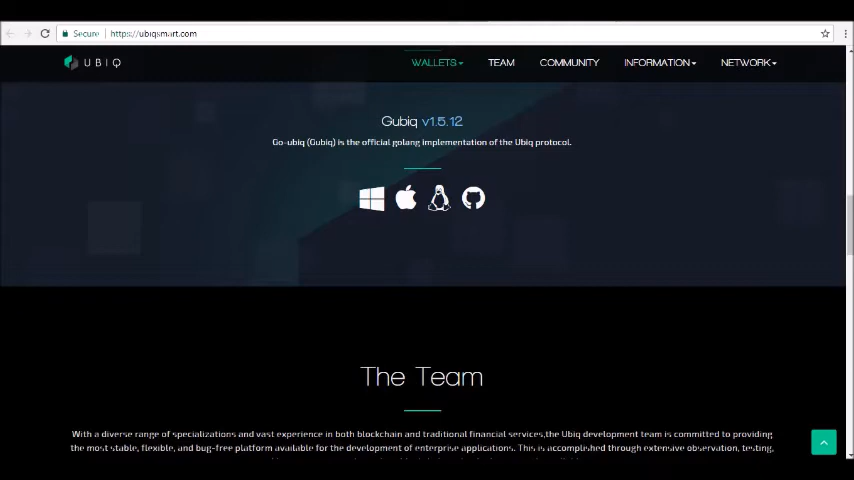 Secure https://ubiqsmart.com
UBIQ WALLETS TEAM COMMUNITY INFORMATION NETWORK
Gubiq v1.5.12
Go-ubiq (Gubiq) is the official golang implementation of the Ubiq protocol.
The Team
With a diverse range of specializations and vast experience in both blockchain and traditional financial services,the Ubiq development team is committed to providing
the most stable, flexible, and bug-free platform available for the development of enterprise applications. This is accomplished through extensive observation, testing,